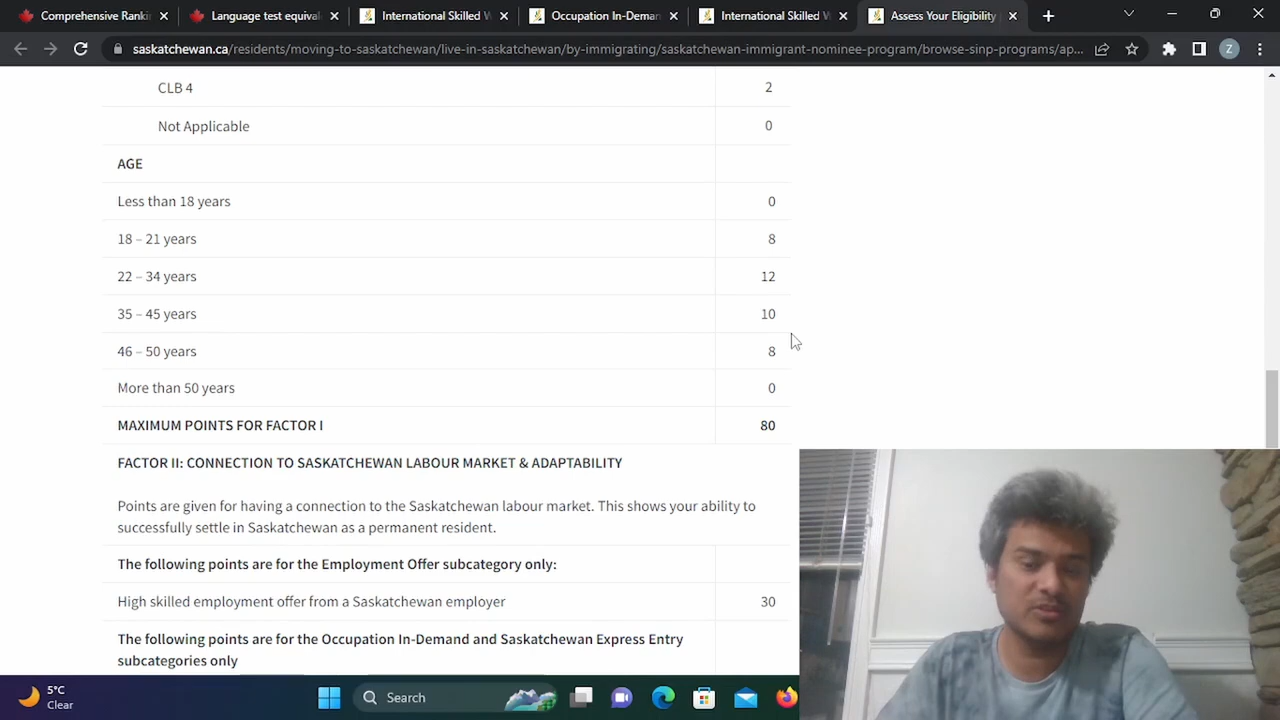 Comprehensive Ranki
Language test equival
International Skilled W
Occupation In-Deman
International Skilled W
Assess Your Eligibility
saskatchewan.ca/residents/moving-to-saskatchewan/live-in-saskatchewan/by-immigrating/saskatchewan-immigrant-nominee-program/browse-sinp-programs/ap...
Z
CLB 4 2
Not Applicable 0
AGE
Less than 18 years 0
18 – 21 years 8
22 – 34 years 12
35 – 45 years 10
46 – 50 years 8
More than 50 years 0
MAXIMUM POINTS FOR FACTOR I 80
FACTOR II: CONNECTION TO SASKATCHEWAN LABOUR MARKET & ADAPTABILITY
Points are given for having a connection to the Saskatchewan labour market. This shows your ability to
successfully settle in Saskatchewan as a permanent resident.
The following points are for the Employment Offer subcategory only:
High skilled employment offer from a Saskatchewan employer 30
The following points are for the Occupation In-Demand and Saskatchewan Express Entry
subcategories only
5°C
Clear
Search